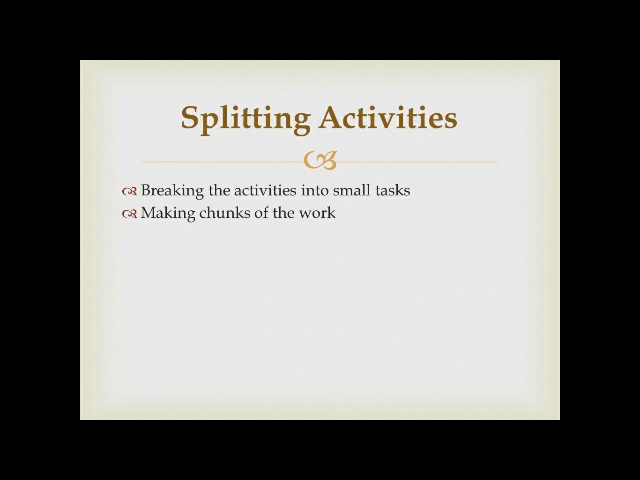 Splitting Activities
Breaking the activities into small tasks
Making chunks of the work